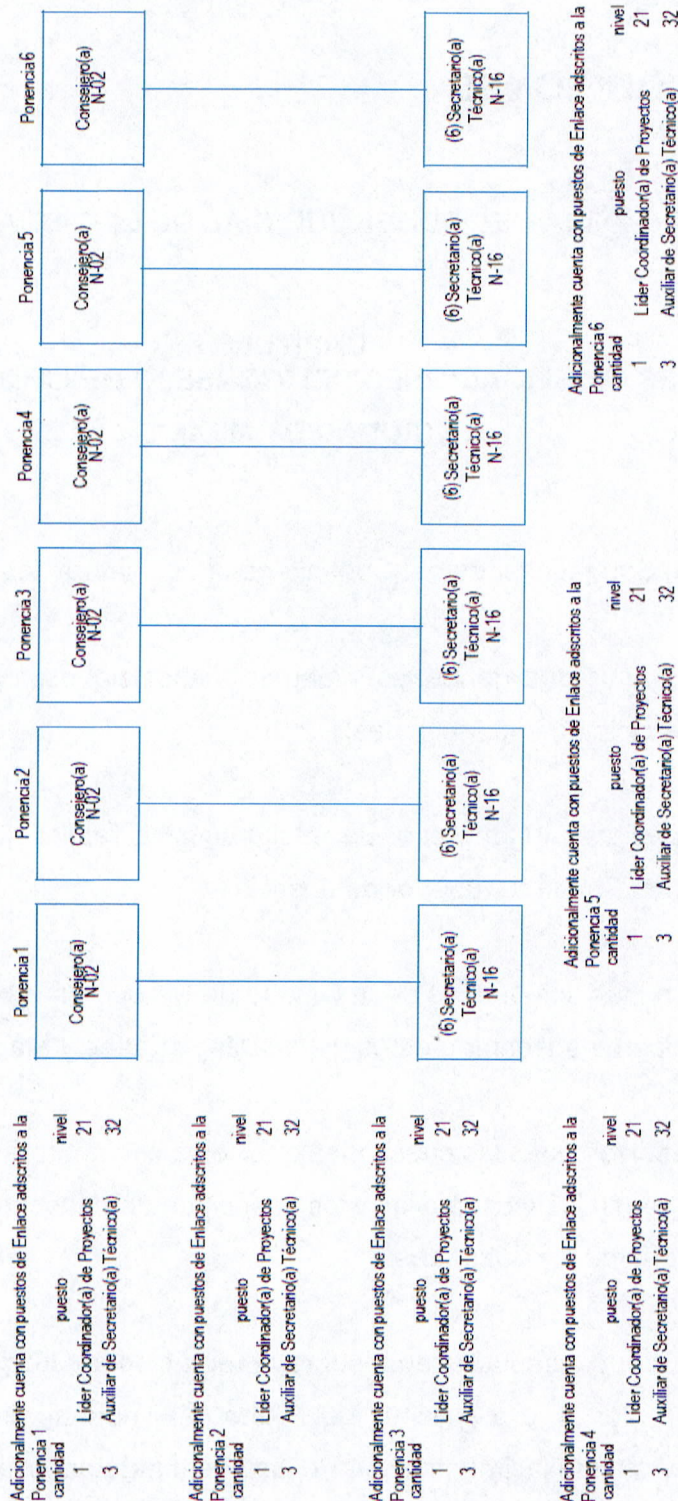 Adicionalmente cuenta con puestos de Enlace adscritos a la
Ponencia 1
cantidad puesto nivel
1 Líder Coordinador(a) de Proyectos 21
3 Auxiliar de Secretario(a) Técnico(a) 32
Adicionalmente cuenta con puestos de Enlace adscritos a la
Ponencia 2
cantidad puesto nivel
1 Líder Coordinador(a) de Proyectos 21
Auxiliar de Secretario(a) Técnico(a) 32
Adicionalmente cuenta con puestos de Enlace adscritos a la
Ponencia 3
cantidad puesto nivel
1 Líder Coordinador(a) de Proyectos 21
3 Auxiliar de Secretario(a) Técnico(a) 32
Adicionalmente cuenta con puestos de Enlace adscritos a la
Ponencia 4
cantidad puesto nivel
1 Líder Coordinador(a) de Proyectos 21
3 Auxiliar de Secretario(a) Técnico(a) 32
Ponencia 1
Consejero(a)
N-02
(6) Secretario(a)
Técnico(a)
N-16
Ponencia 2
Consejero(a)
N-02
(6) Secretario(a)
Técnico(a)
N-16
Ponencia 3
Consejero(a)
N-02
(6) Secretario(a)
Técnico(a)
N-16
Ponencia 4
Consejero(a)
N-02
(6) Secretario(a)
Técnico(a)
N-16
Ponencia 5
Consejero(a)
N-02
(6) Secretario(a)
Técnico(a)
N-16
Ponencia 6
Consejero(a)
N-02
(6) Secretario(a)
Técnico(a)
N-16
Adicionalmente cuenta con puestos de Enlace adscritos a la
Ponencia 5
cantidad puesto nivel
1 Líder Coordinador(a) de Proyectos 21
3 Auxiliar de Secretario(a) Técnico(a) 32
Adicionalmente cuenta con puestos de Enlace adscritos a la
Ponencia 6
cantidad puesto nivel
1 Líder Coordinador(a) de Proyectos 21
3 Auxiliar de Secretario(a) Técnico(a) 32